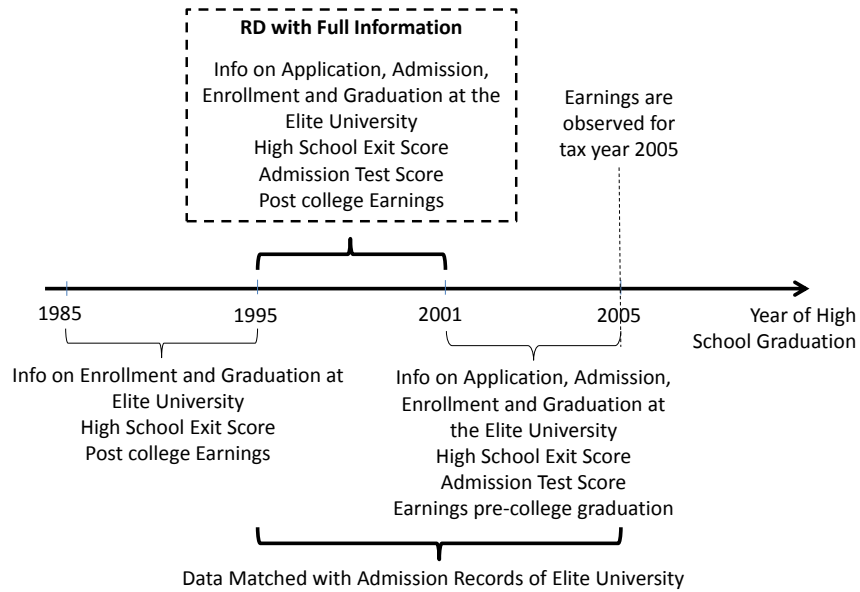 RD with Full Information
Info on Application, Admission,
Enrollment and Graduation at the
Elite University
High School Exit Score
Admission Test Score
Post college Earnings
Earnings are
observed for
tax year 2005
1985
1995
2001
2005
Year of High
School Graduation
Info on Enrollment and Graduation at
Elite University
High School Exit Score
Post college Earnings
Info on Application, Admission,
Enrollment and Graduation at
the Elite University
High School Exit Score
Admission Test Score
Earnings pre-college graduation
Data Matched with Admission Records of Elite University